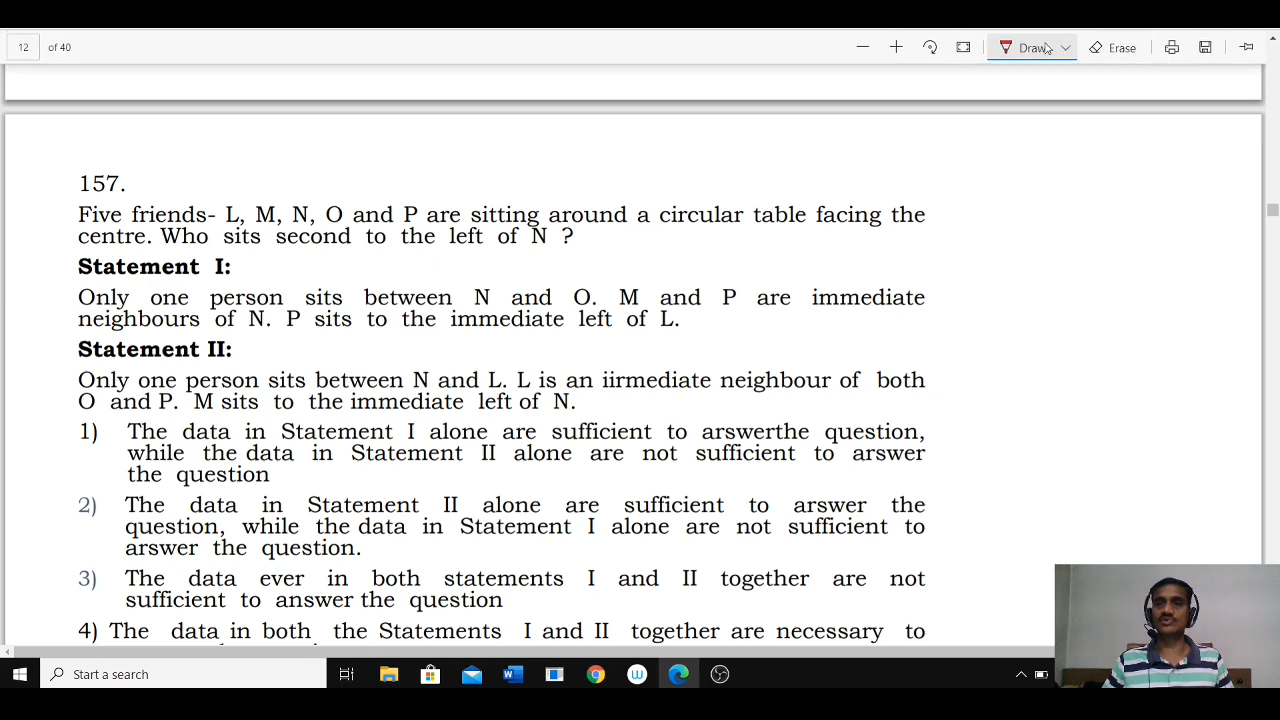 12 of 40
Draw
Erase
157.
Five friends- L, M, N, O and P are sitting around a circular table facing the
centre. Who sits second to the left of N ?
Statement I:
Only one person sits between N and O. M and P are immediate
neighbours of N. P sits to the immediate left of L.
Statement II:
Only one person sits between N and L. L is an iirmediate neighbour of both
O and P. M sits to the immediate left of N.
1) The data in Statement I alone are sufficient to arswerthe question,
while the data in Statement II alone are not sufficient to arswer
the question
2) The data in Statement II alone are sufficient to arswer the
question, while the data in Statement I alone are not sufficient to
arswer the question.
3) The data ever in both statements I and II together are not
sufficient to answer the question
4) The data in both the Statements I and II together are necessary to
Start a search